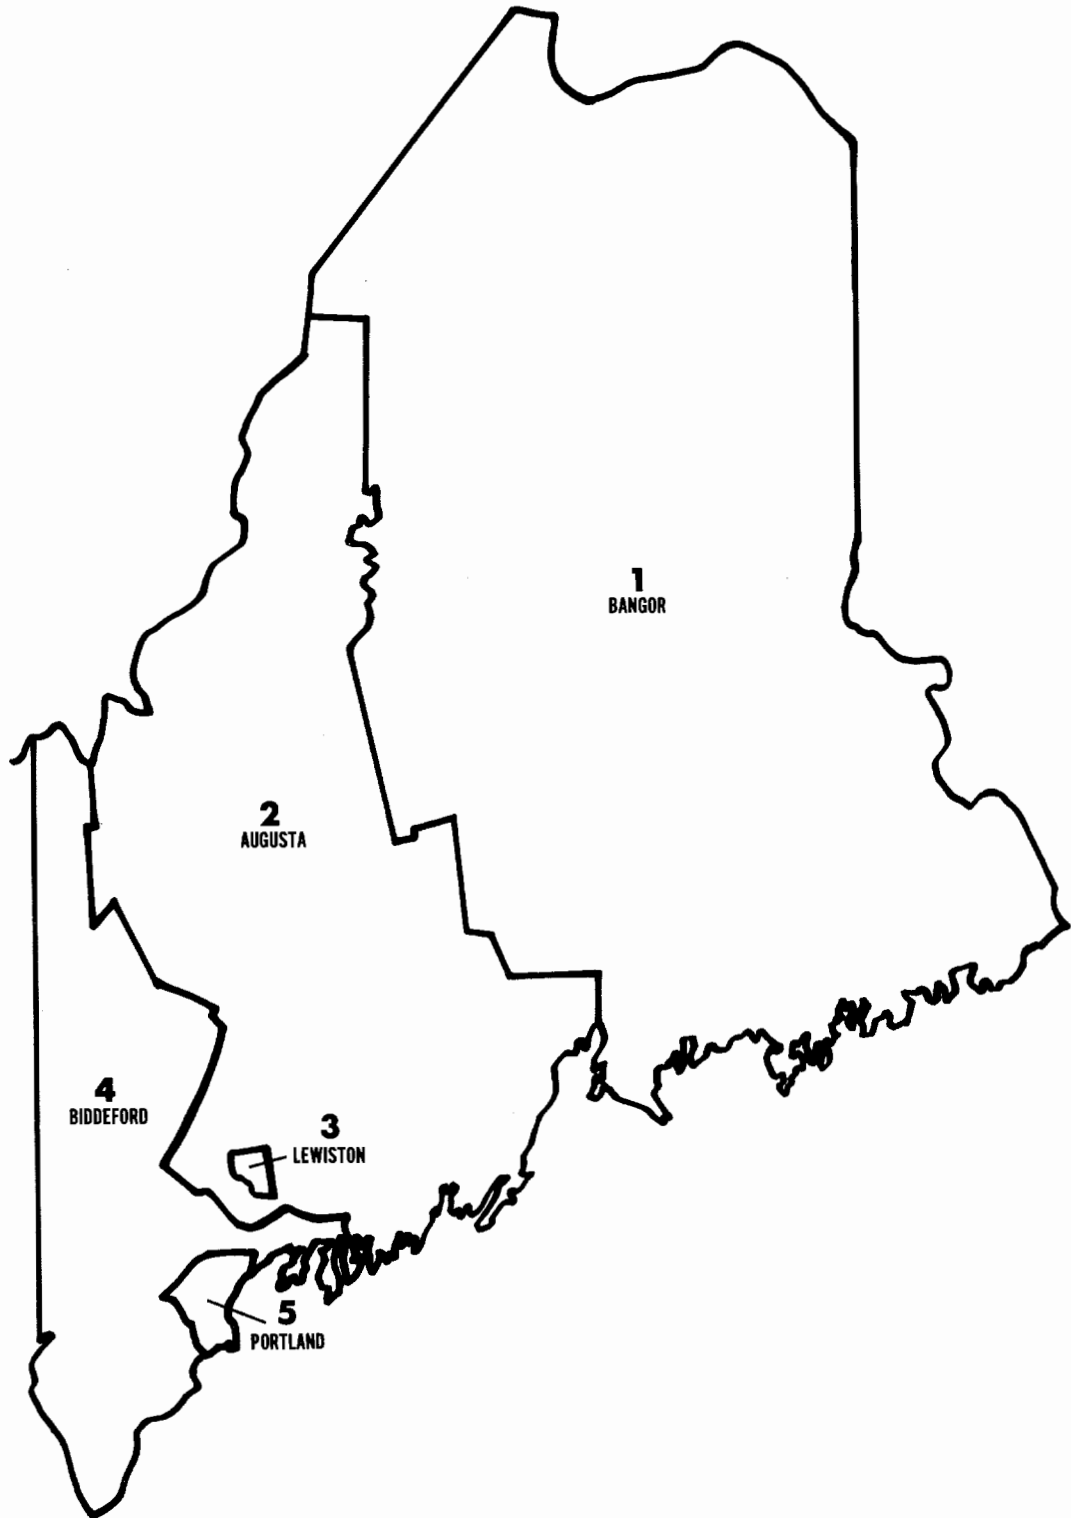 1
BANGOR
2
AUGUSTA
4
BIDDEFORD
3
LEWISTON
5
PORTLAND